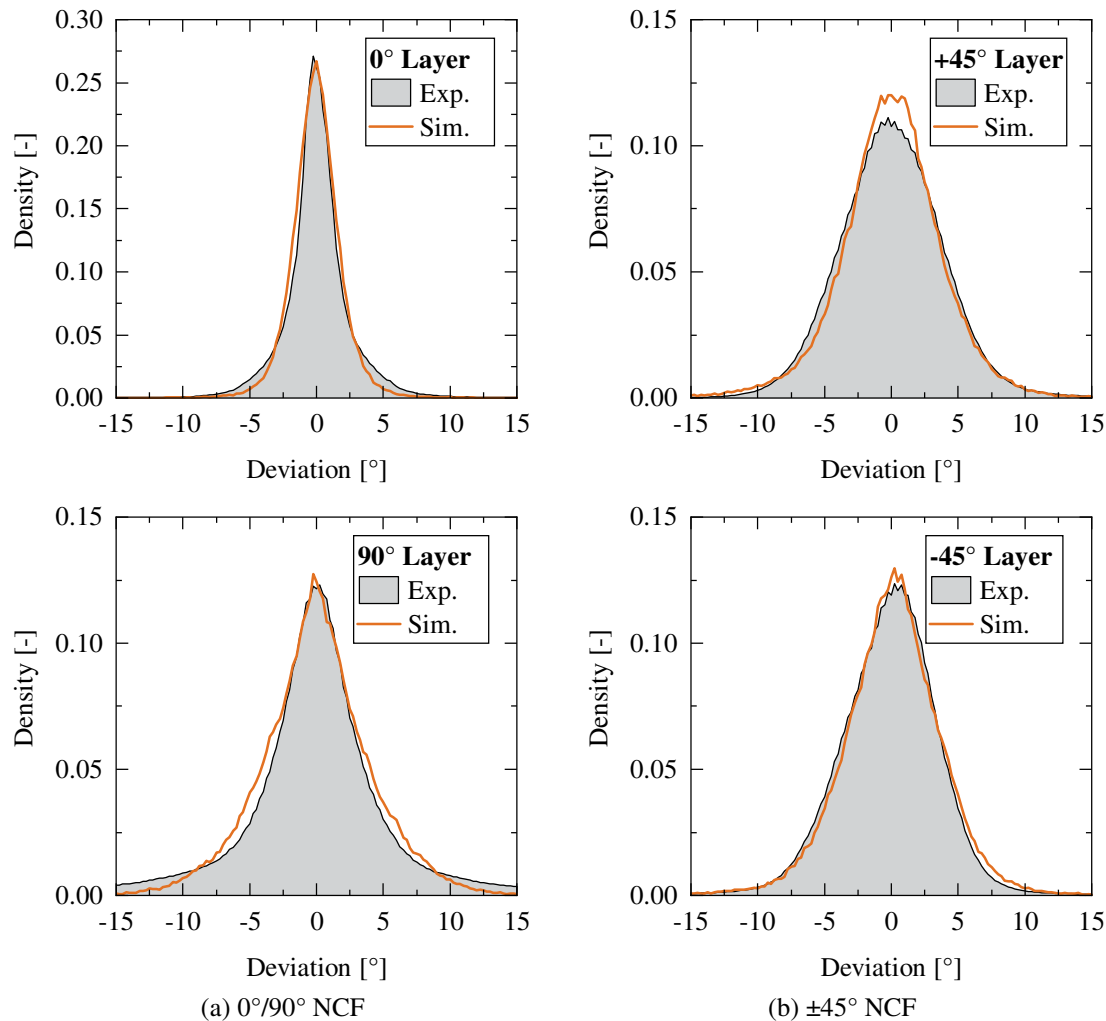 0.30
0.25
0.20
0.15
0.10
0.05
0.00
Density [-]
-15 -10 -5 0 5 10 15
Deviation [°]
0° Layer
Exp.
Sim.
0.15
0.10
0.05
0.00
Density [-]
-15 -10 -5 0 5 10 15
Deviation [°]
+45° Layer
Exp.
Sim.
0.15
0.10
0.05
0.00
Density [-]
-15 -10 -5 0 5 10 15
Deviation [°]
90° Layer
Exp.
Sim.
0.15
0.10
0.05
0.00
Density [-]
-15 -10 -5 0 5 10 15
Deviation [°]
-45° Layer
Exp.
Sim.
(a) 0°/90° NCF
(b) ±45° NCF